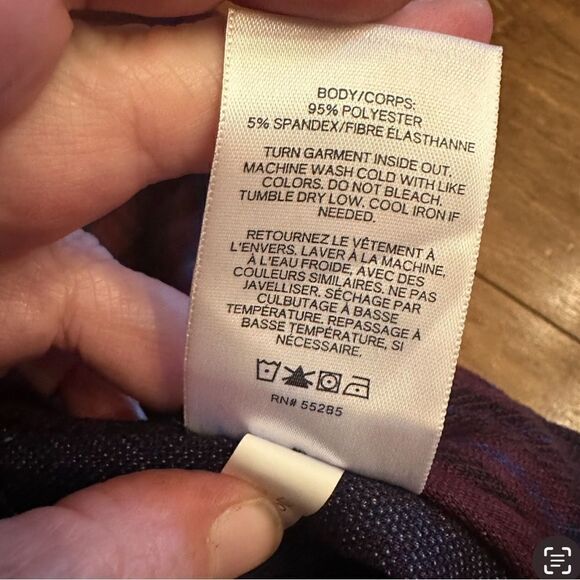 BODY/CORPS:
95% POLYESTER
5% SPANDEX/FIBRE ÉLASTHANNE
TURN GARMENT INSIDE OUT.
MACHINE WASH COLD WITH LIKE
COLORS. DO NOT BLEACH.
TUMBLE DRY LOW. COOL IRON IF
NEEDED.
RETOURNEZ LE VÉTEMENT À
L'ENVERS. LAVER À LA MACHINE,
À L'EAU FROIDE, AVEC DES
COULEURS SIMILAIRES. NE PAS
JAVELLISER. SÉCHAGE PAR
CULBUTAGE À BASSE
TEMPÉRATURE. REPASSAGE À
BASSE TEMPÉRATURE, SI
NÉCESSAIRE.
RN# 55285